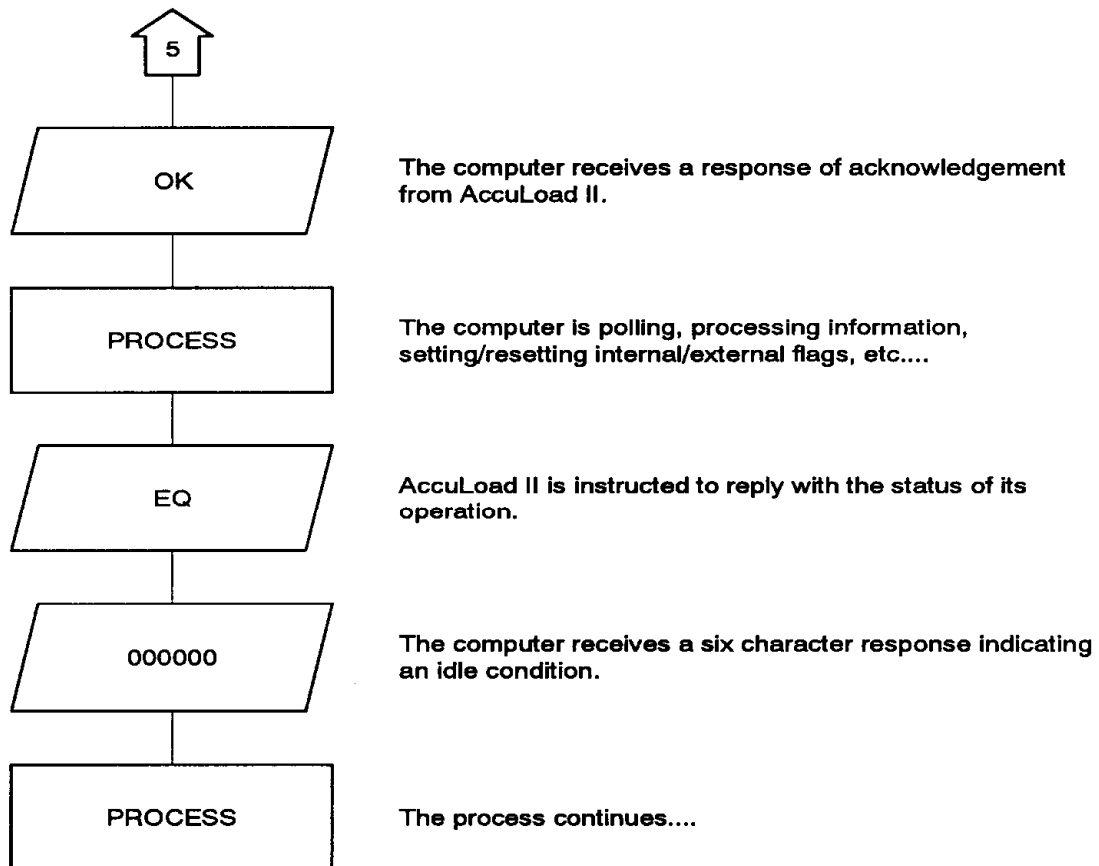 5
OK
The computer receives a response of acknowledgement
from AccuLoad II.
PROCESS
The computer is polling, processing information,
setting/resetting internal/external flags, etc....
EQ
AccuLoad II is instructed to reply with the status of its
operation.
000000
The computer receives a six character response indicating
an idle condition.
PROCESS
The process continues....